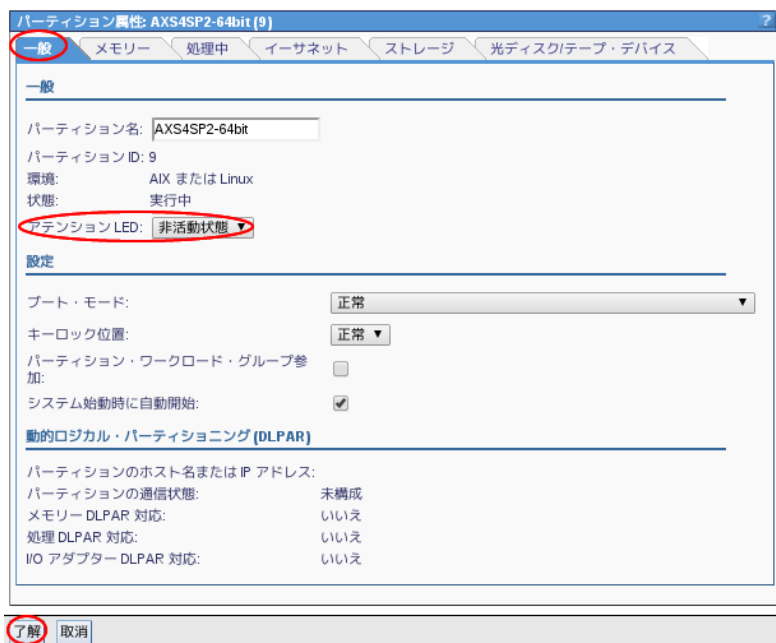 パーティション属性: AXS4SP2-64bit (9)
?
一般 メモリー 処理中 イーサネット ストレージ 光ディスク/テープ・デバイス
一般
パーティション名: AXS4SP2-64bit
パーティション ID: 9
環境: AIX または Linux
状態: 実行中
アテンション LED: 非活動状態 ▼
設定
ブート・モード: 正常 ▼
キーロック位置: 正常 ▼
パーティション・ワークロード・グループ参
加:
システム始動時に自動開始:
動的ロジカル・パーティショニング (DLPAR)
パーティションのホスト名または IP アドレス:
パーティションの通信状態: 未構成
メモリー DLPAR 対応: いいえ
処理 DLPAR 対応: いいえ
I/O アダプター DLPAR 対応: いいえ
了解 取消